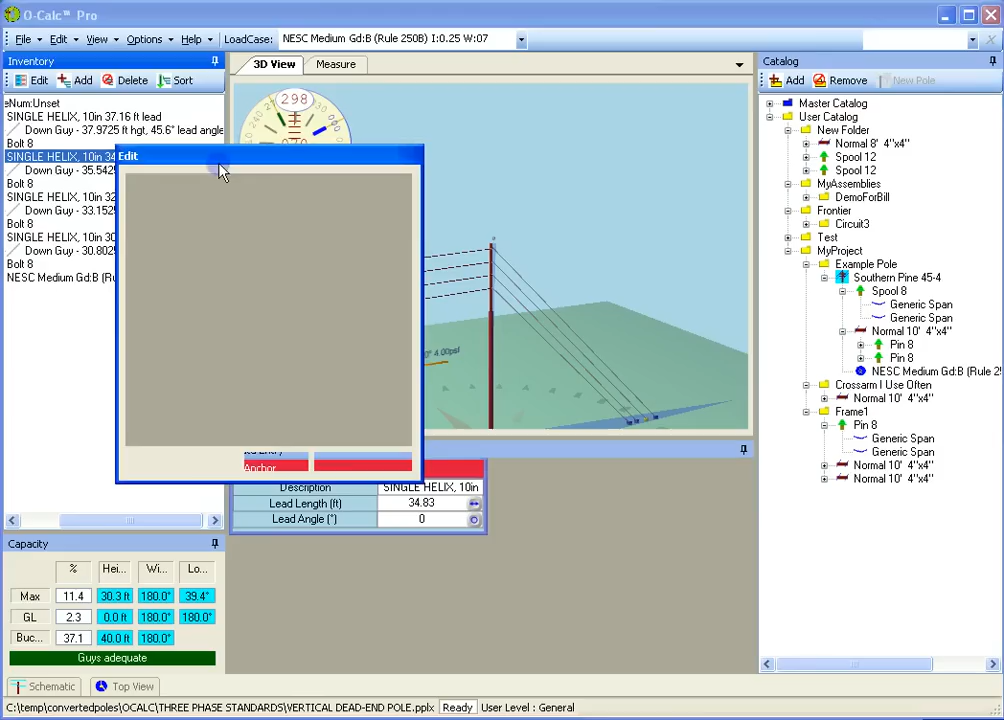 O-Calc™ Pro
File Edit View Options Help LoadCase: NESC Medium Gd:B (Rule 250B) I:0.25 W:07
Inventory
Edit Add Delete Sort
eNum:Unset
SINGLE HELIX, 10in 37.16 ft lead
Down Guy - 37.9725 ft hgt, 45.6° lead angle
Bolt 8
SINGLE HELIX, 10in 34
Down Guy - 35.542
Bolt 8
SINGLE HELIX, 10in 32
Down Guy - 33.152
Bolt 8
SINGLE HELIX, 10in 30
Down Guy - 30.802
Bolt 8
NESC Medium Gd:B (Ru
3D View Measure
298
Edit
0° 4.00psi
Anchor
Description SINGLE HELIX, 10in
Lead Length (ft) 34.83
Lead Angle (°) 0
Capacity
% Hei... Wi... Lo...
Max 11.4 30.3 ft 180.0° 39.4°
GL 2.3 0.0 ft 180.0° 180.0°
Buc... 37.1 40.0 ft 180.0°
Guys adequate
Schematic Top View
Catalog
Add Remove New Pole
Master Catalog
User Catalog
New Folder
Normal 8' 4"x4"
Spool 12
Spool 12
MyAssemblies
DemoForBill
Frontier
Circuit3
Test
MyProject
Example Pole
Southern Pine 45-4
Spool 8
Generic Span
Generic Span
Normal 10' 4"x4"
Pin 8
Pin 8
NESC Medium Gd:B (Rule 2
Crossarm I Use Often
Normal 10' 4"x4"
Frame1
Pin 8
Generic Span
Generic Span
Normal 10' 4"x4"
Normal 10' 4"x4"
C:\temp\convertedpoles\OCALC\THREE PHASE STANDARDS\VERTICAL DEAD-END POLE.pplx Ready User Level : General